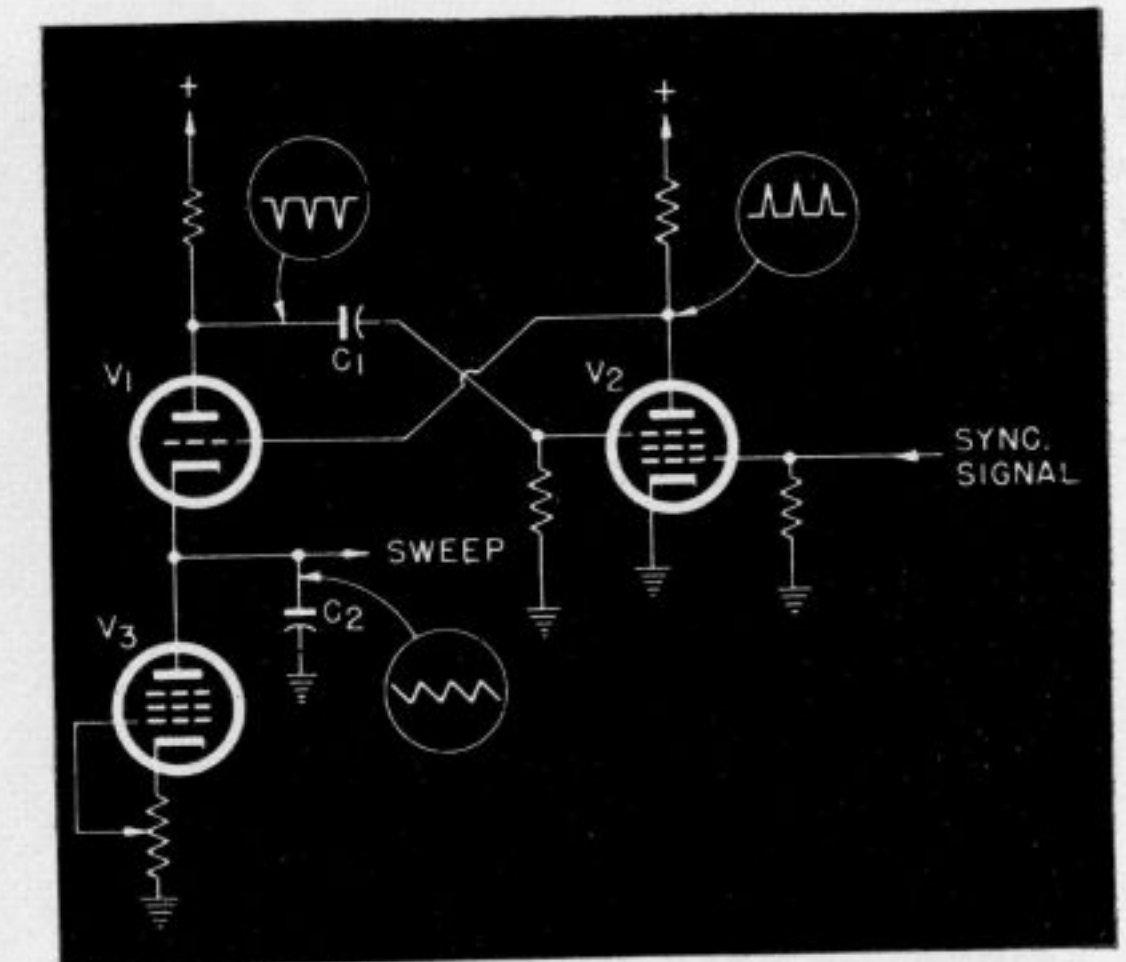 +
+
C1
V1
V2
SYNC.
SIGNAL
SWEEP
C2
V3